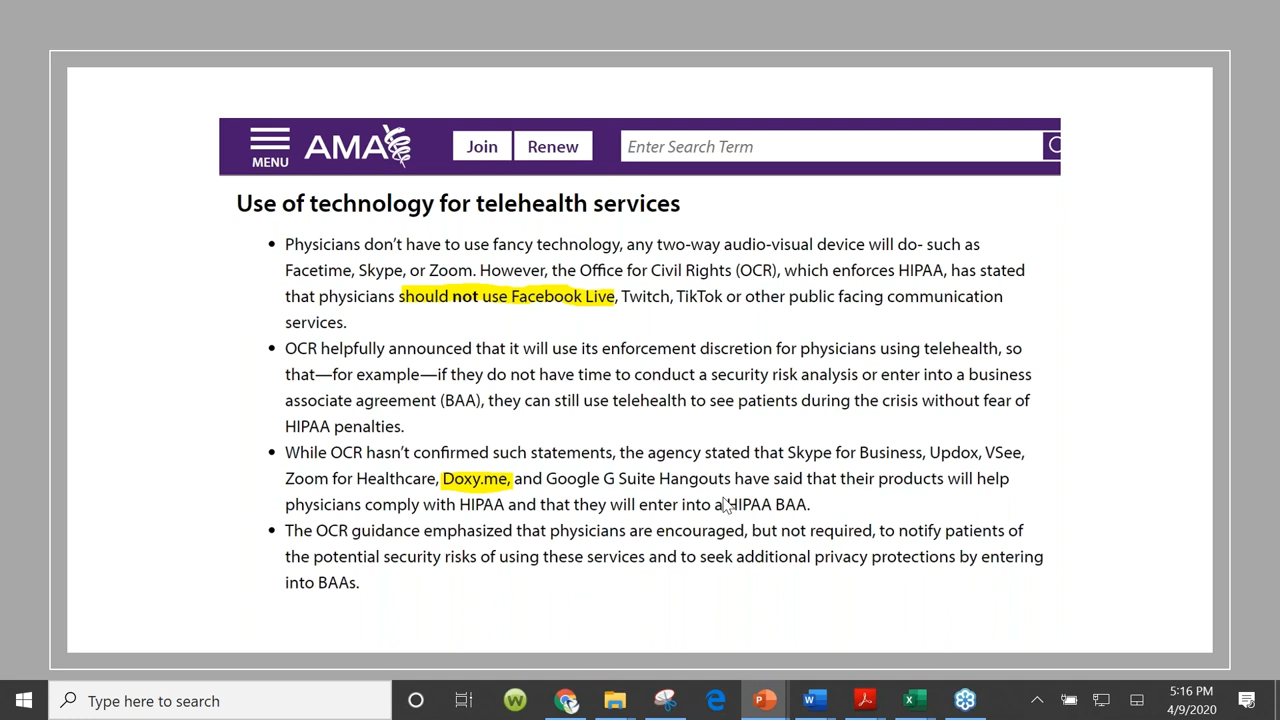 MENU
AMA
Join
Renew
Enter Search Term
Use of technology for telehealth services
• Physicians don’t have to use fancy technology, any two-way audio-visual device will do- such as
Facetime, Skype, or Zoom. However, the Office for Civil Rights (OCR), which enforces HIPAA, has stated
that physicians should not use Facebook Live, Twitch, TikTok or other public facing communication
services.
• OCR helpfully announced that it will use its enforcement discretion for physicians using telehealth, so
that—for example—if they do not have time to conduct a security risk analysis or enter into a business
associate agreement (BAA), they can still use telehealth to see patients during the crisis without fear of
HIPAA penalties.
• While OCR hasn’t confirmed such statements, the agency stated that Skype for Business, Updox, VSee,
Zoom for Healthcare, Doxy.me, and Google G Suite Hangouts have said that their products will help
physicians comply with HIPAA and that they will enter into a HIPAA BAA.
• The OCR guidance emphasized that physicians are encouraged, but not required, to notify patients of
the potential security risks of using these services and to seek additional privacy protections by entering
into BAAs.
Type here to search
5:16 PM
4/9/2020